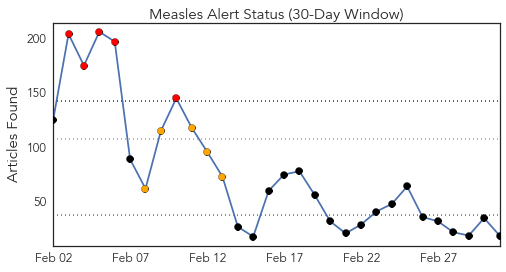 Measles Alert Status (30-Day Window)
Articles Found
200
150
100
50
Feb 02 Feb 07 Feb 12 Feb 17 Feb 22 Feb 27